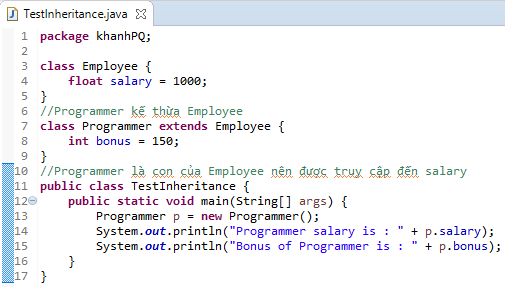 TestInheritance.java
1 package khanhPQ;
2
3 class Employee {
4 float salary = 1000;
5 }
6 //Programmer kế thừa Employee
7 class Programmer extends Employee {
8 int bonus = 150;
9 }
10 //Programmer là con của Employee nên được truy cập đến salary
11 public class TestInheritance {
12 public static void main(String[] args) {
13 Programmer p = new Programmer();
14 System.out.println("Programmer salary is : " + p.salary);
15 System.out.println("Bonus of Programmer is : " + p.bonus);
16 }
17 }